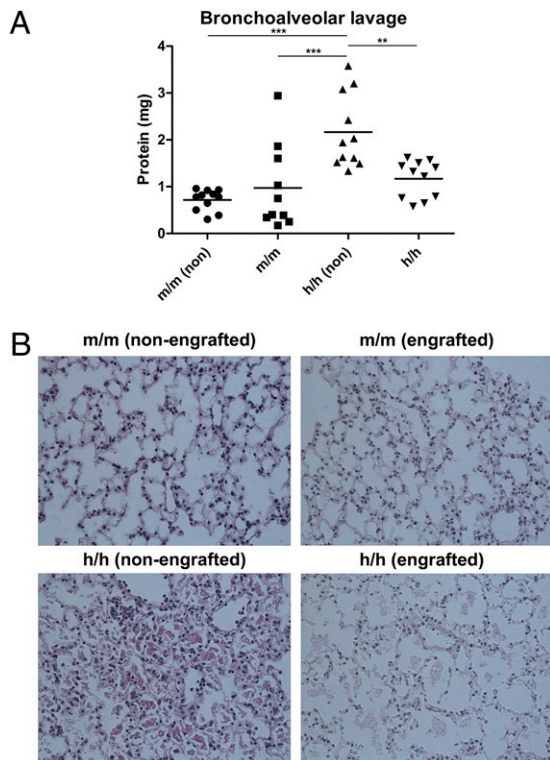 A
Bronchoalveolar lavage
***
*** **
Protein (mg)
4
3
2
1
0
m/m (non)
m/m
h/h (non)
h/h
B
m/m (non-engrafted) m/m (engrafted)
h/h (non-engrafted) h/h (engrafted)